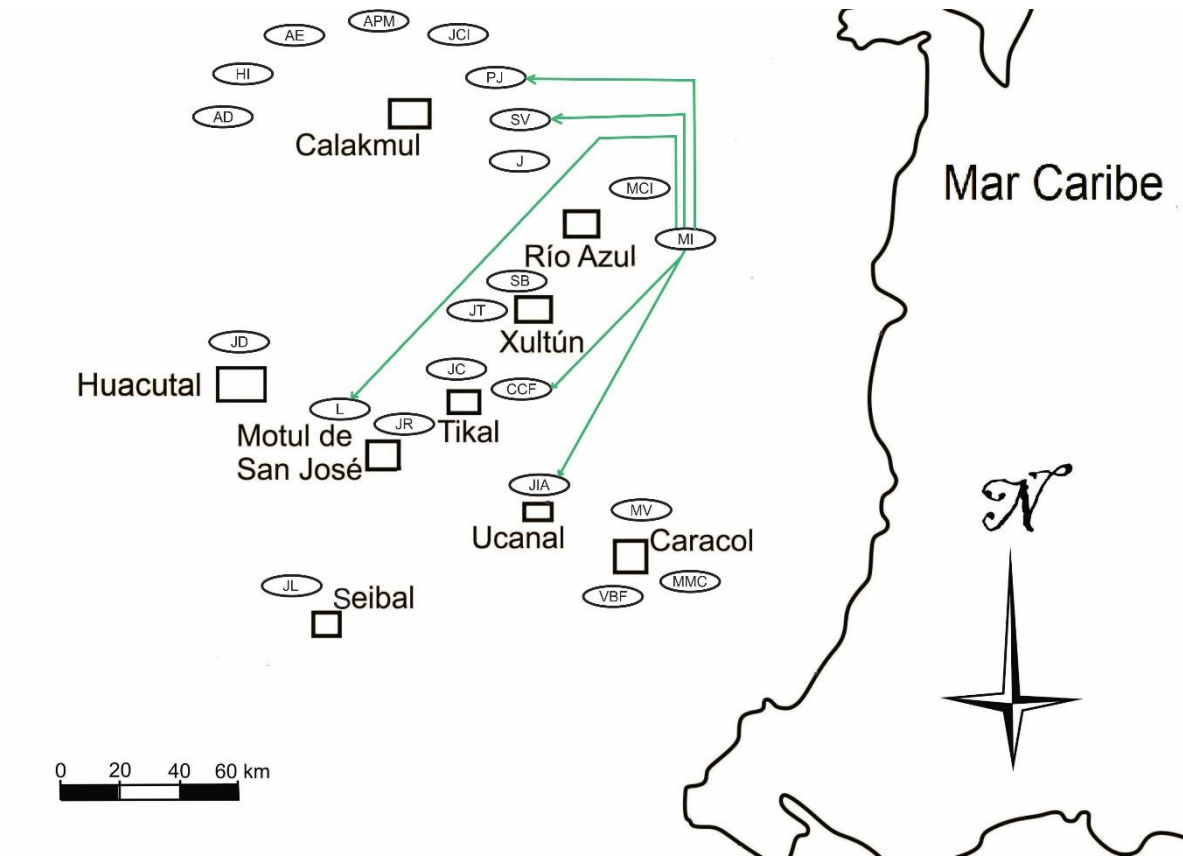 APM
AE
JCI
HI
PJ
AD
SV
Calakmul
J
MCI
Mar Caribe
MI
Río Azul
SB
JT
Xultún
JD
Huacutal
JC
CCF
L
JR
Tikal
Motul de
San José
JIA
MV
Ucanal
Caracol
JL
Seibal
VBF
MMC
N
0 20 40 60 km